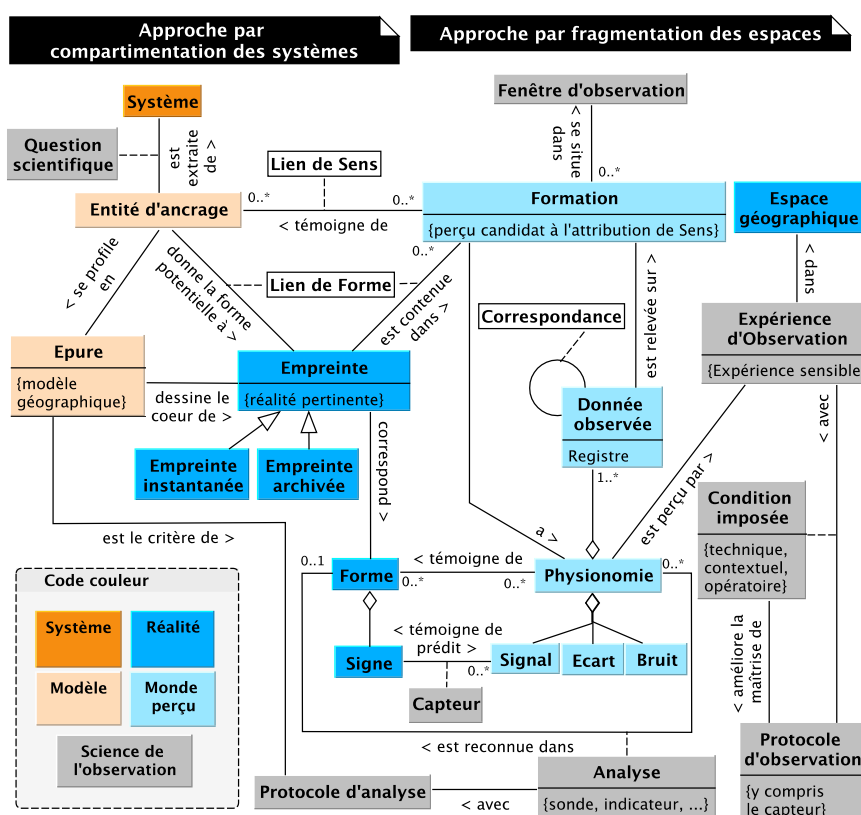 Approche par
compartimentation des systèmes
Approche par fragmentation des espaces
Système
Fenêtre d'observation
Question
scientifique
est
extraite
de >
< se situe
dans
Lien de Sens
0..*
0..*
0..*
Entité d'ancrage
< témoigne de
Formation
{perçu candidat à l'attribution de Sens}
Espace
géographique
0..*
< se profile
en
donne la forme
potentielle à >
Lien de Forme
est contenue
dans >
est relevée sur >
< dans
Correspondance
Expérience
d'Observation
{Expérience sensible
Epure
{modèle
géographique}
Empreinte
{réalité pertinente}
dessine le
coeur de >
Donnée
observée
Registre
< avec
Empreinte
instantanée
Empreinte
archivée
correspond >
1..*
est perçu par >
Condition
imposée
{technique,
contextuel,
opératoire}
est le critère de >
a >
0..1
Forme
0..*
< témoigne de
0..*
Physionomie
0..*
Code couleur
Système
Réalité
Modèle
Monde
perçu
Science de
l'observation
Signe
< témoigne de
prédit >
0..*
Signal
Ecart
Bruit
Capteur
< améliore la
maîtrise de
< est reconnue dans
Protocole d'analyse
< avec
Analyse
{sonde, indicateur, ...}
Protocole
d'observation
{y compris
le capteur}